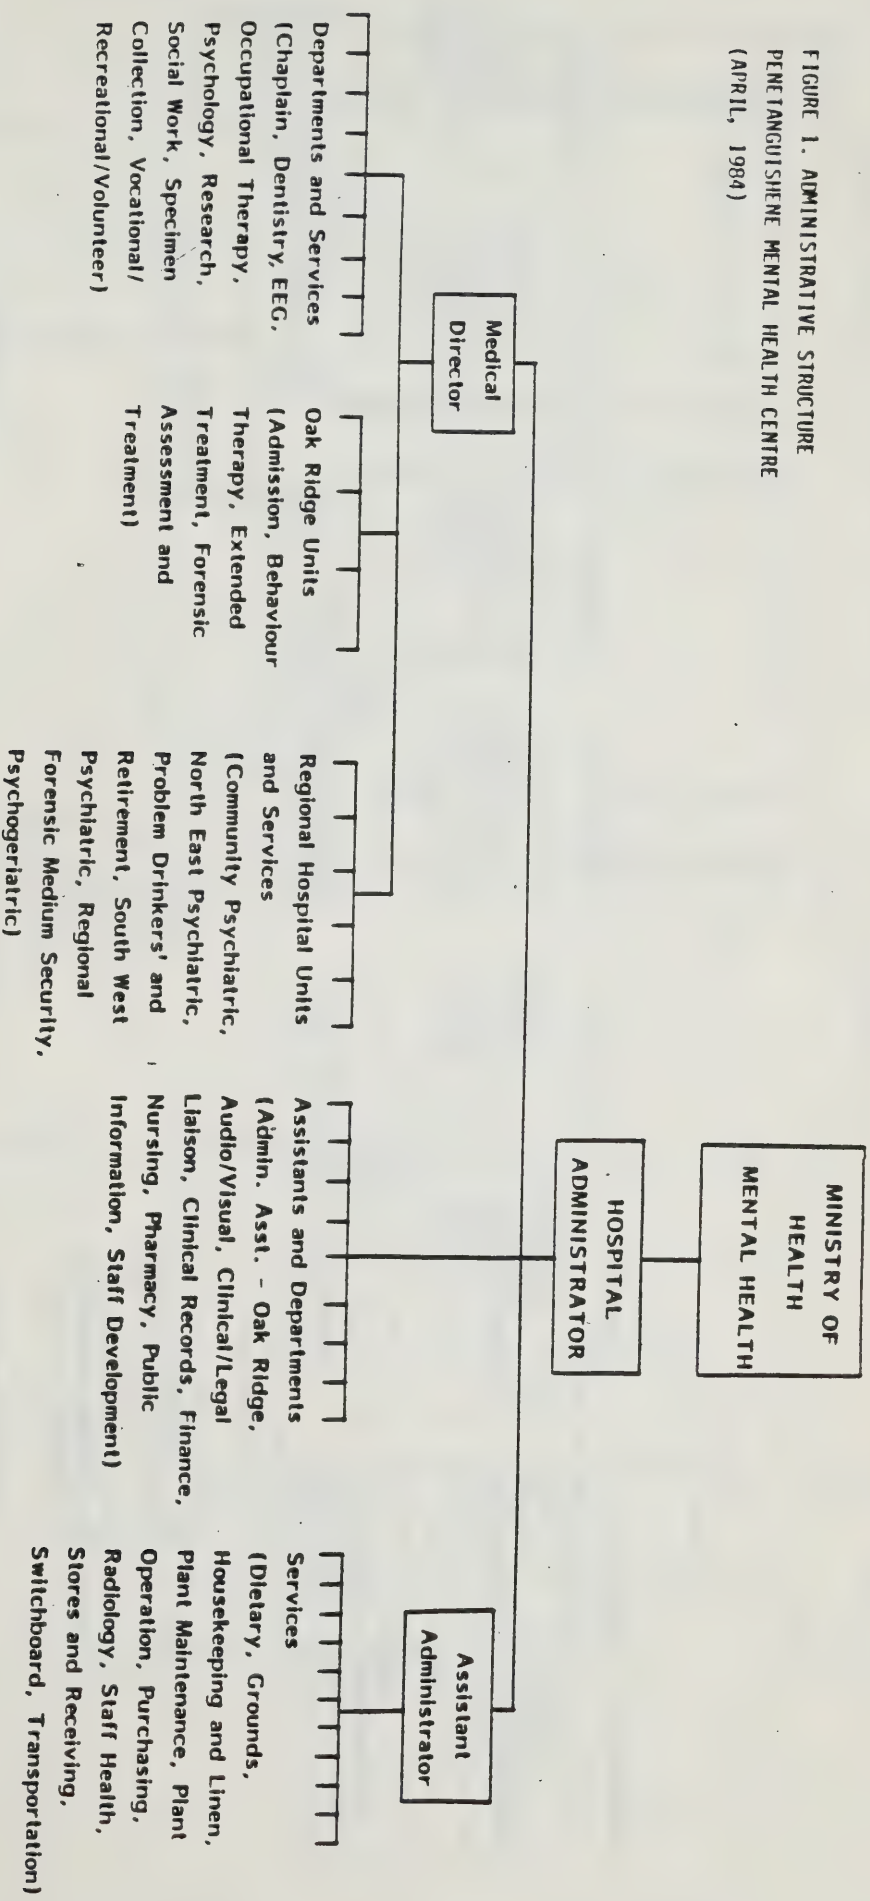 FIGURE 1. ADMINISTRATIVE STRUCTURE
PENETANGUISHENE MENTAL HEALTH CENTRE
(APRIL, 1984)
MINISTRY OF
HEALTH
MENTAL HEALTH
HOSPITAL
ADMINISTRATOR
Medical
Director
Assistant
Administrator
Departments and Services
(Chaplain, Dentistry, EEG,
Occupational Therapy,
Psychology, Research,
Social Work, Specimen
Collection, Vocational/
Recreational/Volunteer)
Oak Ridge Units
(Admission, Behaviour
Therapy, Extended
Treatment, Forensic
Assessment and
Treatment)
Regional Hospital Units
and Services
(Community Psychiatric,
North East Psychiatric,
Problem Drinkers' and
Retirement, South West
Psychiatric, Regional
Forensic Medium Security,
Psychogeriatric)
Assistants and Departments
(Admin. Asst. - Oak Ridge,
Audio/Visual, Clinical/Legal
Liaison, Clinical Records, Finance,
Nursing, Pharmacy, Public
Information, Staff Development)
Services
(Dietary, Grounds,
Housekeeping and Linen,
Plant Maintenance, Plant
Operation, Purchasing,
Radiology, Staff Health,
Stores and Receiving,
Switchboard, Transportation)